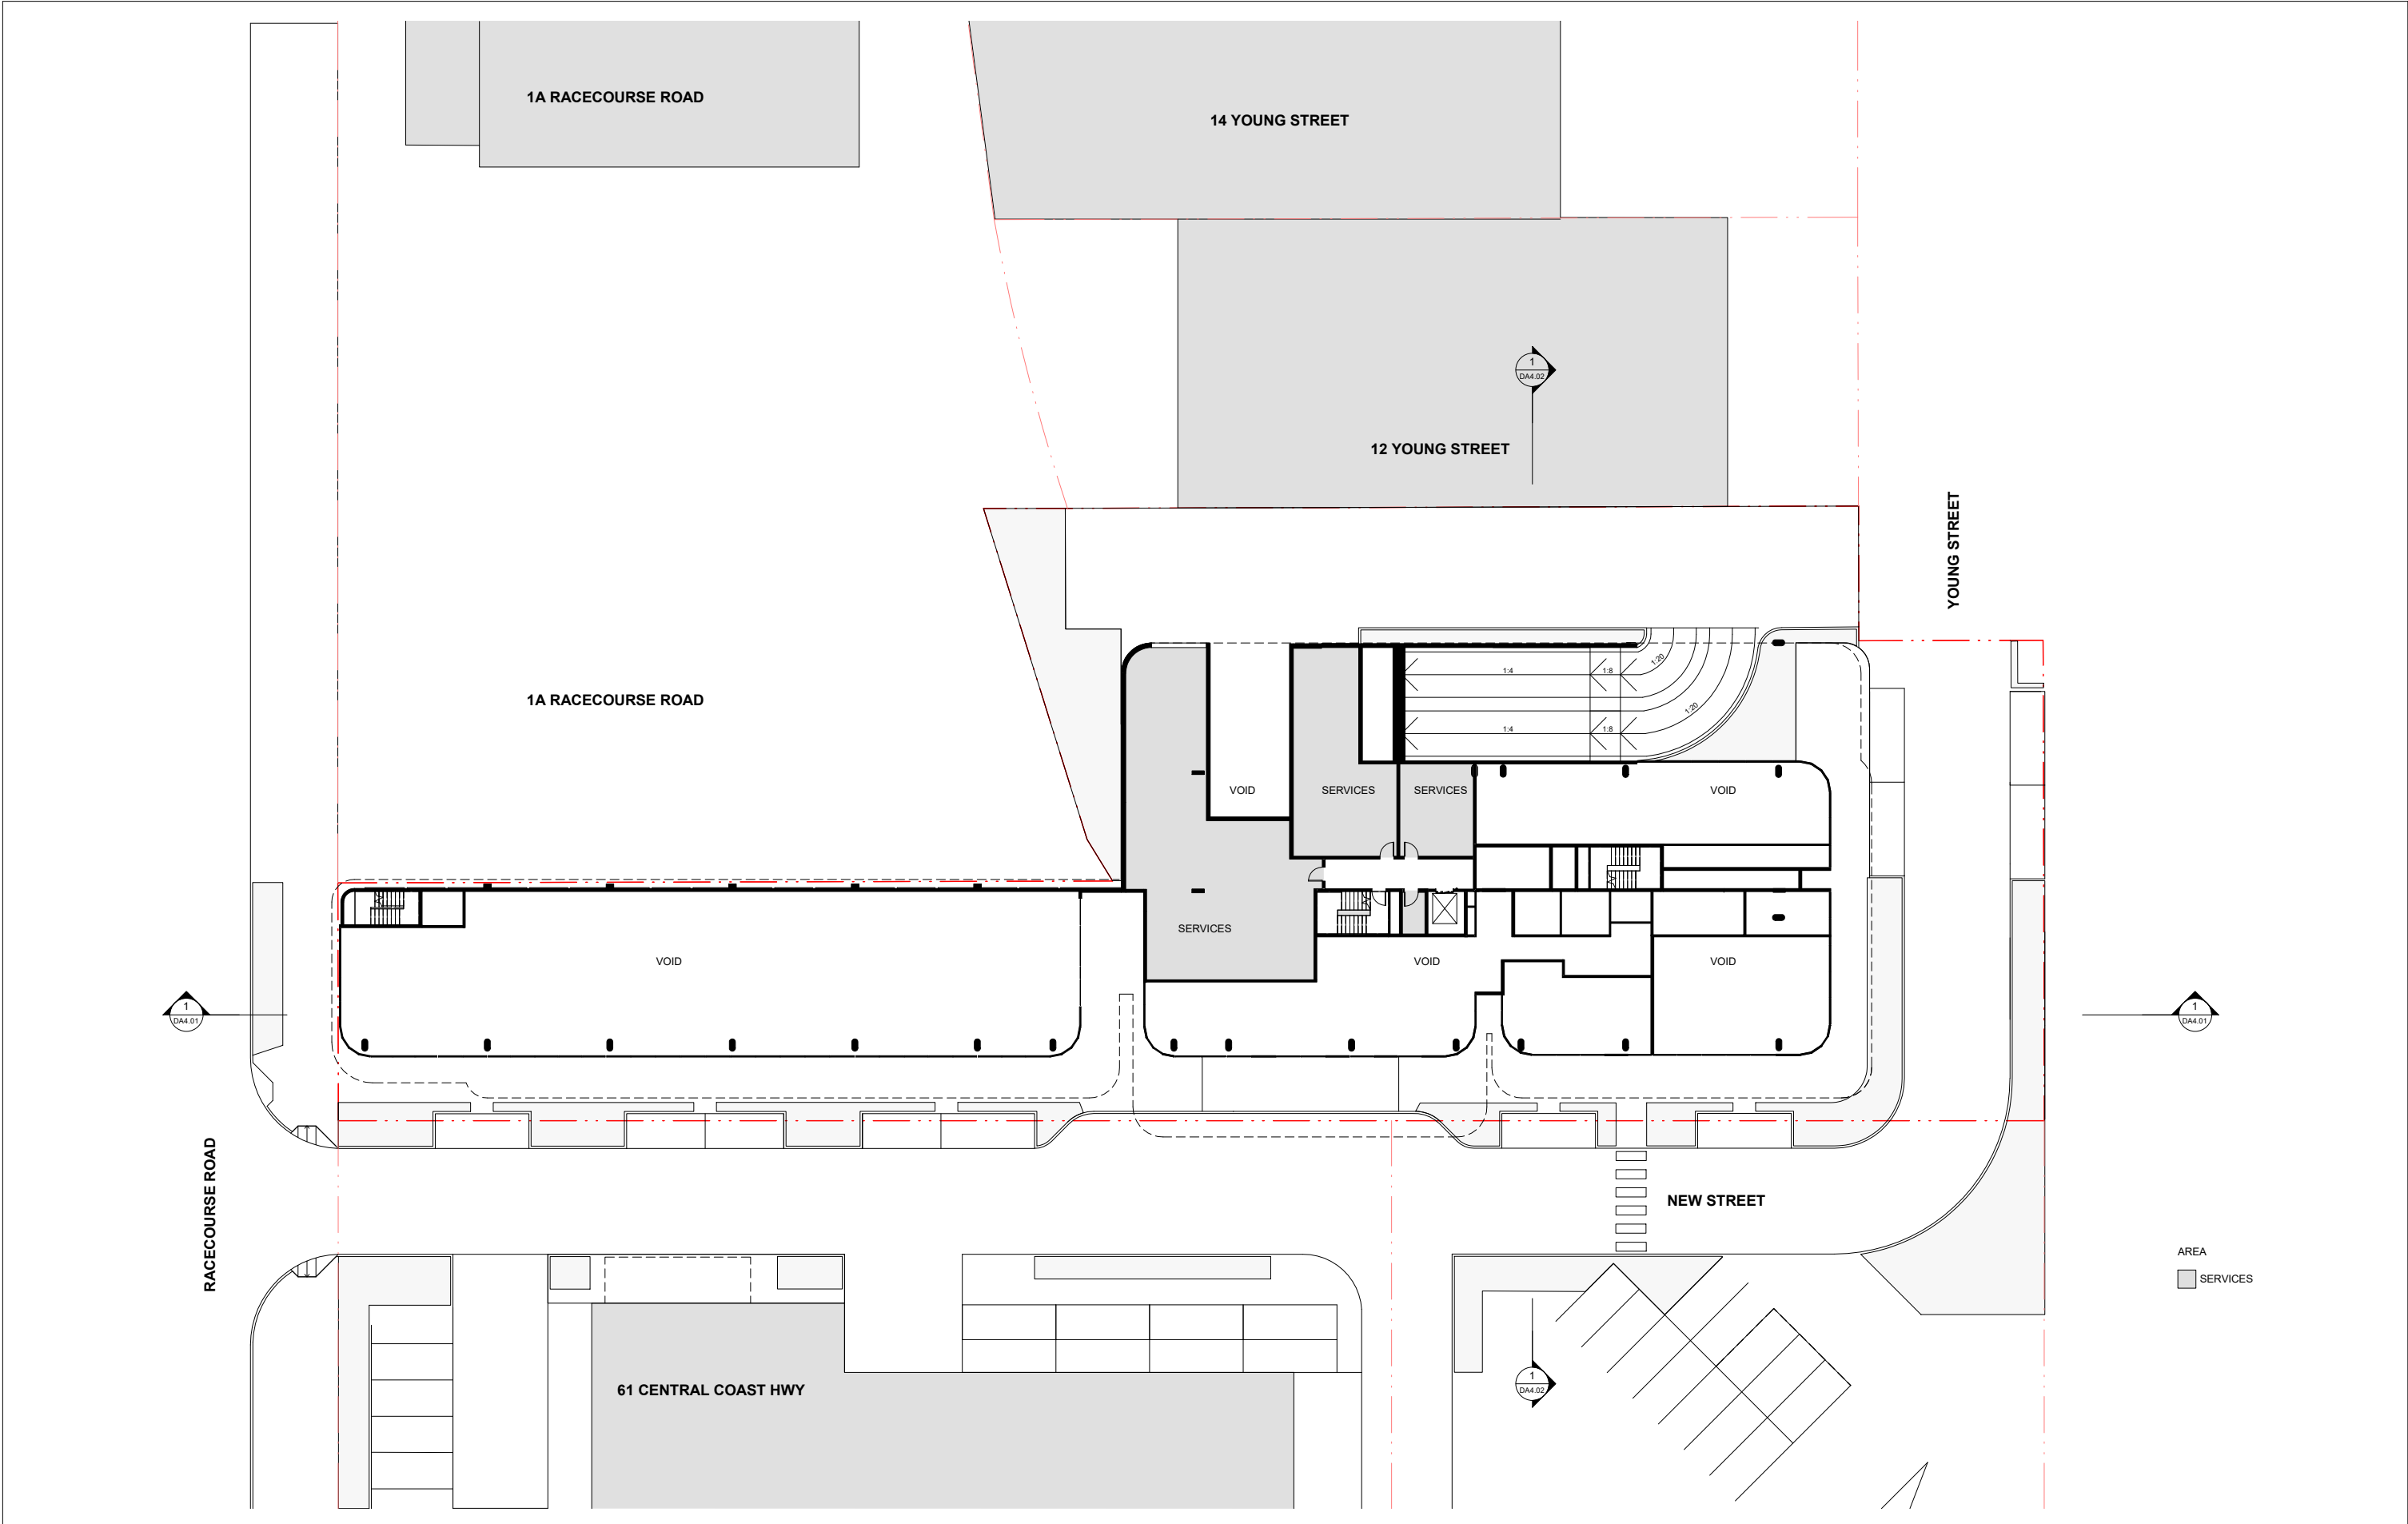 1A RACECOURSE ROAD
14 YOUNG STREET
1
DA4.02
12 YOUNG STREET
YOUNG STREET
1:4
1:8
1:20
1A RACECOURSE ROAD
1:20
1:4
1:8
VOID
SERVICES
SERVICES
VOID
SERVICES
VOID
VOID
VOID
1
DA4.01
1
DA4.01
RACECOURSE ROAD
NEW STREET
AREA
SERVICES
61 CENTRAL COAST HWY
1
DA4.02